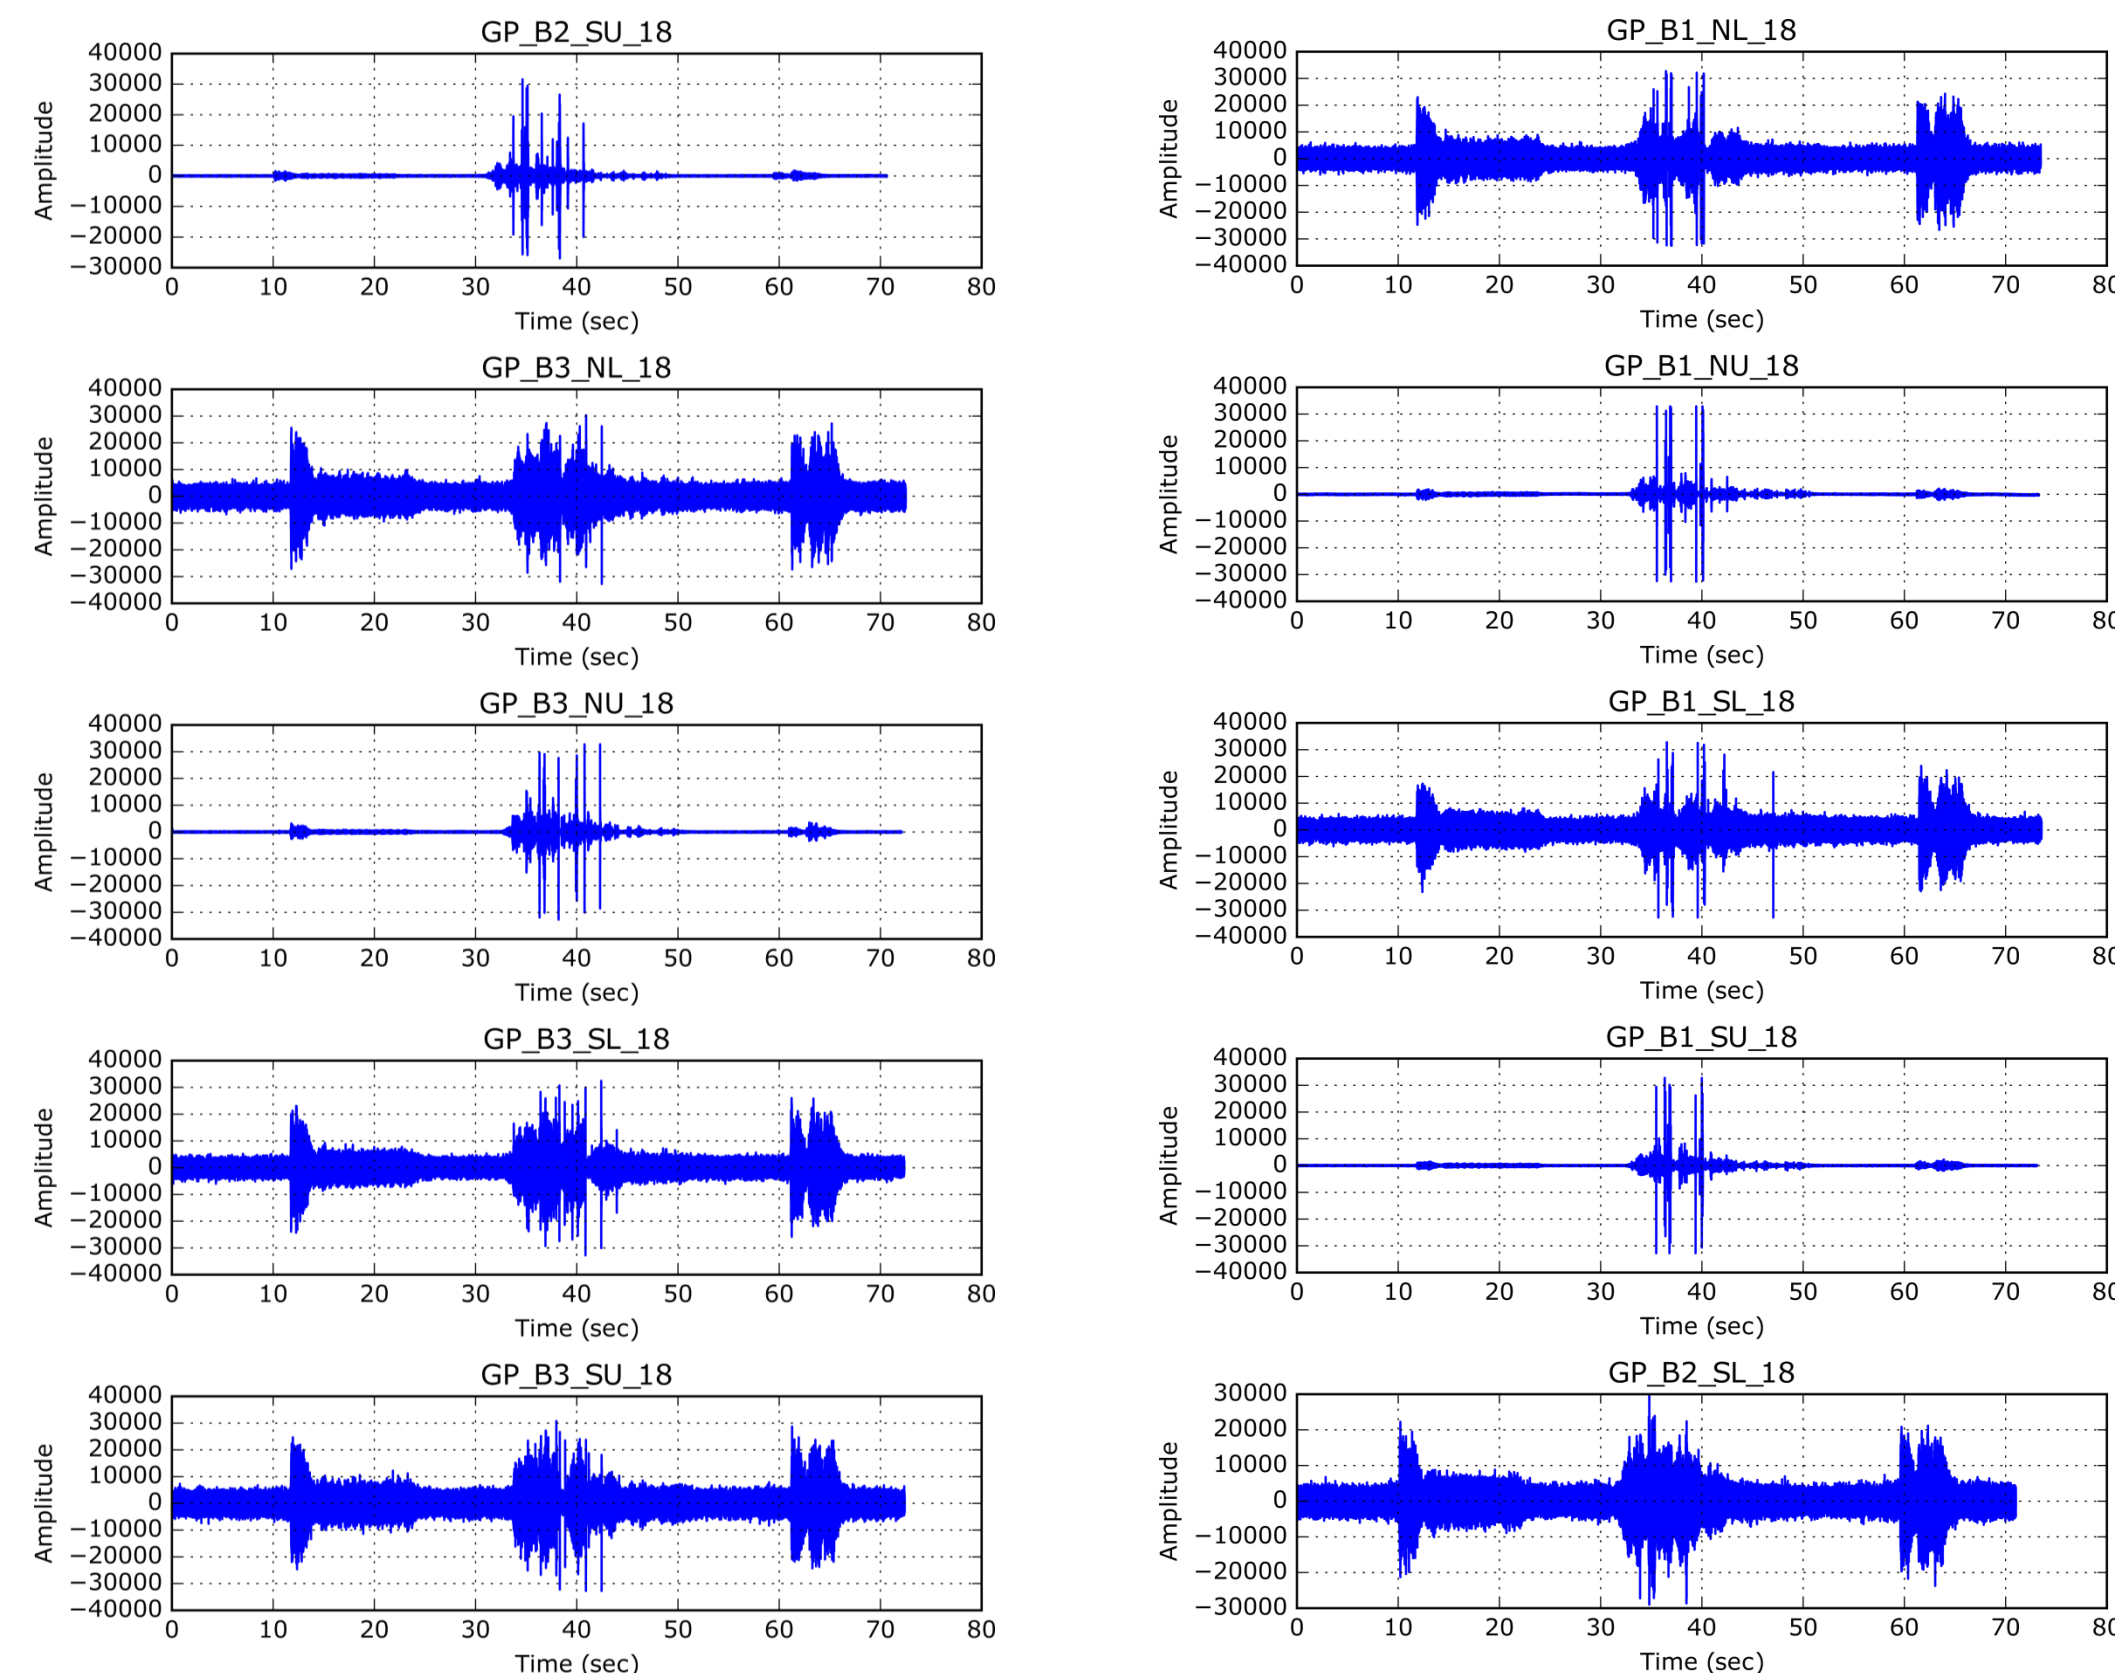 GP_B2_SU_18
40000
30000
20000
10000
0
−10000
−20000
−30000
Amplitude
0 10 20 30 40 50 60 70 80
Time (sec)
GP_B3_NL_18
40000
30000
20000
10000
0
−10000
−20000
−30000
−40000
Amplitude
0 10 20 30 40 50 60 70 80
Time (sec)
GP_B3_NU_18
40000
30000
20000
10000
0
−10000
−20000
−30000
−40000
Amplitude
0 10 20 30 40 50 60 70 80
Time (sec)
GP_B3_SL_18
40000
30000
20000
10000
0
−10000
−20000
−30000
−40000
Amplitude
0 10 20 30 40 50 60 70 80
Time (sec)
GP_B3_SU_18
40000
30000
20000
10000
0
−10000
−20000
−30000
−40000
Amplitude
0 10 20 30 40 50 60 70 80
Time (sec)
GP_B1_NL_18
40000
30000
20000
10000
0
−10000
−20000
−30000
−40000
Amplitude
0 10 20 30 40 50 60 70 80
Time (sec)
GP_B1_NU_18
40000
30000
20000
10000
0
−10000
−20000
−30000
−40000
Amplitude
0 10 20 30 40 50 60 70 80
Time (sec)
GP_B1_SL_18
40000
30000
20000
10000
0
−10000
−20000
−30000
−40000
Amplitude
0 10 20 30 40 50 60 70 80
Time (sec)
GP_B1_SU_18
40000
30000
20000
10000
0
−10000
−20000
−30000
−40000
Amplitude
0 10 20 30 40 50 60 70 80
Time (sec)
GP_B2_SL_18
30000
20000
10000
0
−10000
−20000
−30000
Amplitude
0 10 20 30 40 50 60 70 80
Time (sec)